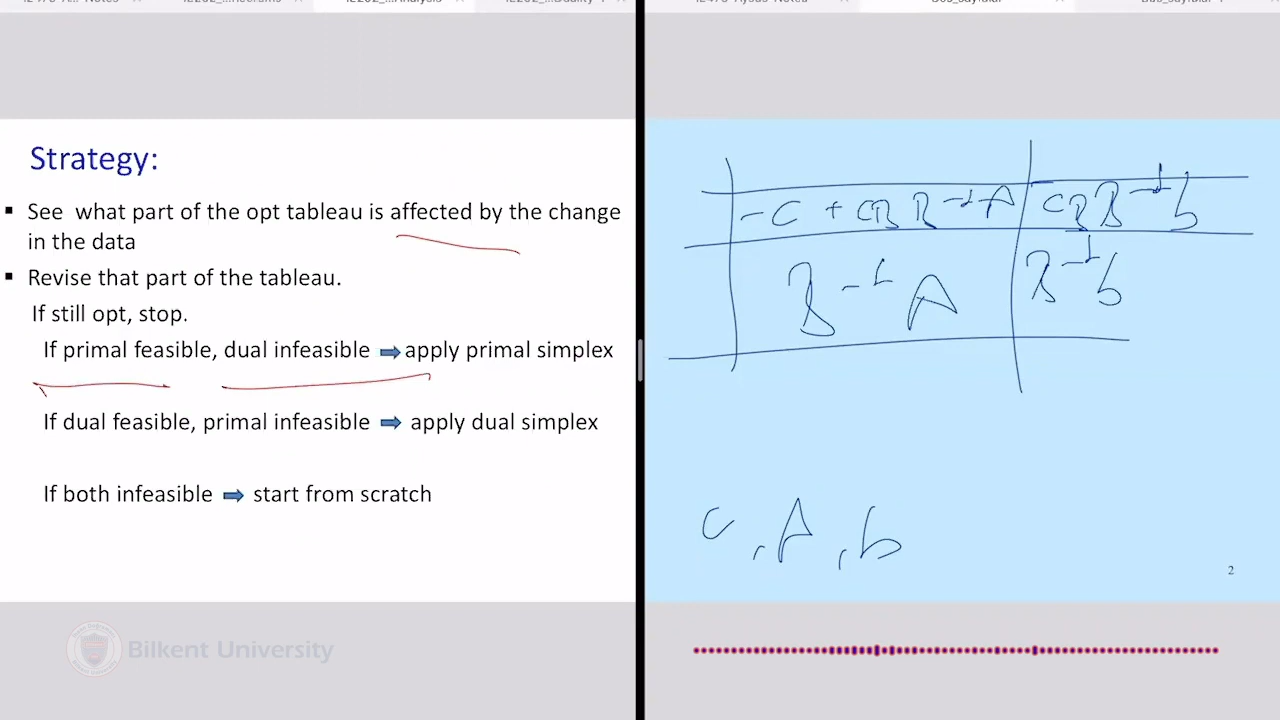 Strategy:
▪ See what part of the opt tableau is affected by the change
in the data
▪ Revise that part of the tableau.
If still opt, stop.
If primal feasible, dual infeasible ➡ apply primal simplex
If dual feasible, primal infeasible ➡ apply dual simplex
If both infeasible ➡ start from scratch
Bilkent University
-c + cB B⁻¹A cB B⁻¹b
B⁻¹A B⁻¹b
c, A, b
2